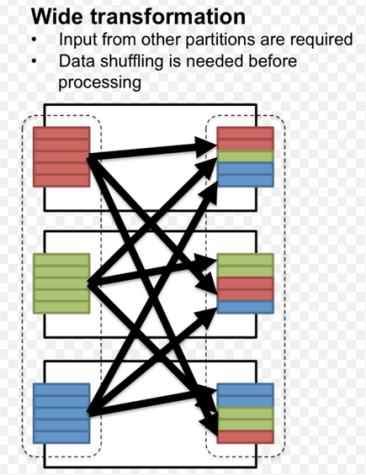 Wide transformation
• Input from other partitions are required
• Data shuffling is needed before
processing